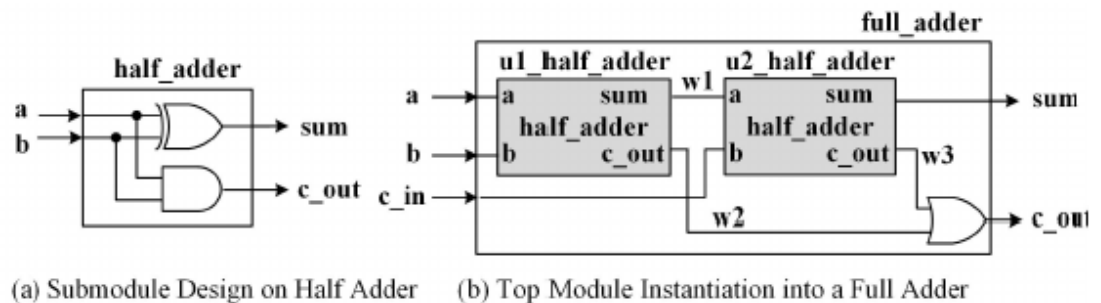 full_adder
half_adder
u1_half_adder
w1
u2_half_adder
a
b
sum
c_out
a
b
c_in
a sum
half_adder
b c_out
a sum
half_adder
b c_out
w2
w3
sum
c_out
(a) Submodule Design on Half Adder
(b) Top Module Instantiation into a Full Adder